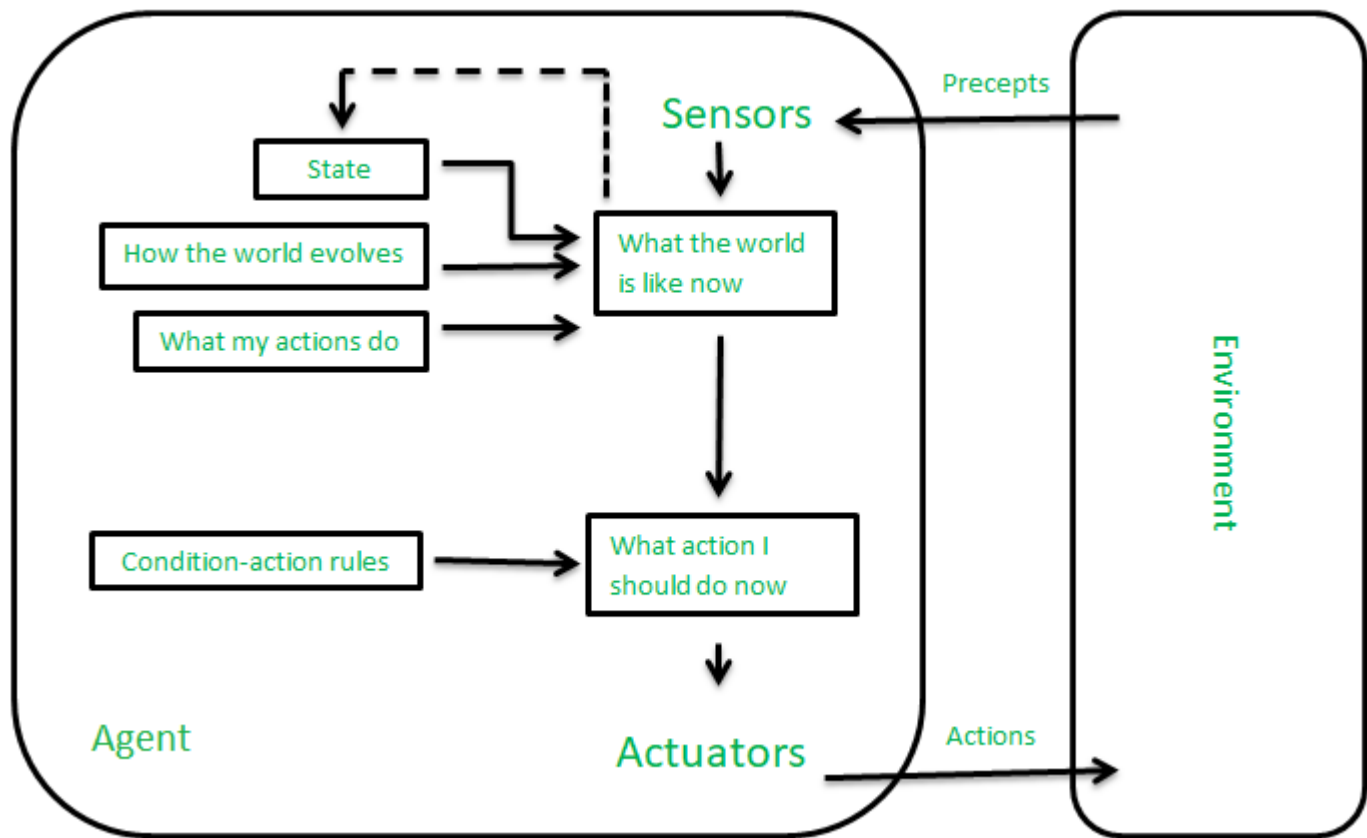 Precepts
Sensors
State
How the world evolves
What the world
is like now
What my actions do
Environment
Condition-action rules
What action I
should do now
Agent
Actuators
Actions